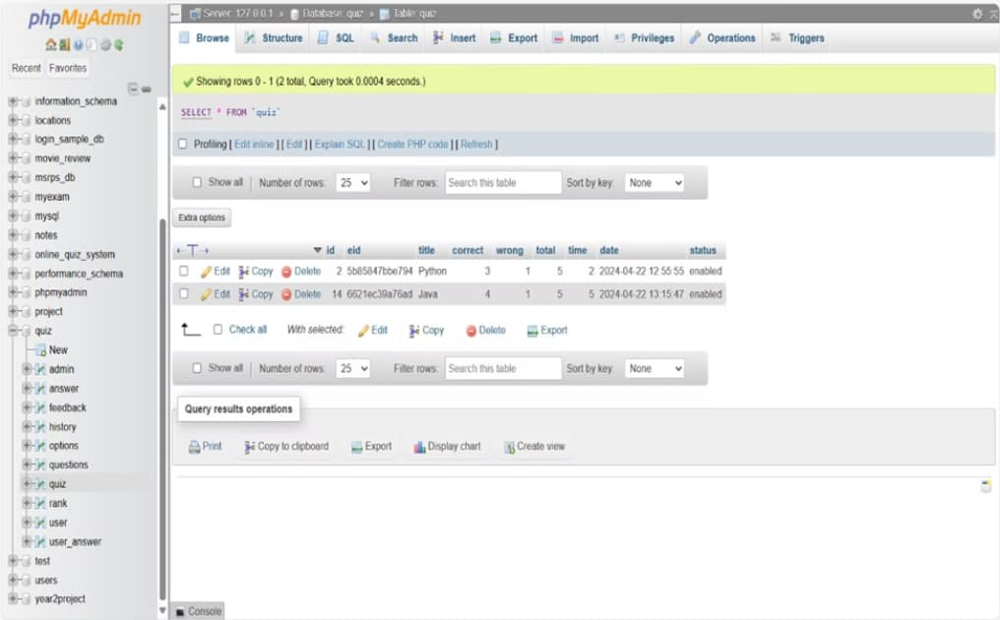 phpMyAdmin
Recent Favorites
information_schema
locations
login_sample_db
movie_review
msrps_db
myexam
mysql
notes
online_quiz_system
performance_schema
phpmyadmin
project
quiz
New
admin
answer
feedback
history
options
questions
quiz
rank
user
user_answer
test
users
year2project
Server: 127.0.0.1 » Database: quiz » Table: quiz
Browse Structure SQL Search Insert Export Import Privileges Operations Triggers
Showing rows 0 - 1 (2 total, Query took 0.0004 seconds.)
SELECT * FROM `quiz`
Profiling [ Edit inline ] [ Edit ] [ Explain SQL ] [ Create PHP code ] [ Refresh ]
Show all Number of rows: 25 Filter rows: Search this table Sort by key: None
Extra options
←T→ ▼ id eid title correct wrong total time date status
Edit Copy Delete 2 5b85847bbe794 Python 3 1 5 2 2024-04-22 12:55:55 enabled
Edit Copy Delete 14 6621ec39a76ad Java 4 1 5 5 2024-04-22 13:15:47 enabled
Check all With selected: Edit Copy Delete Export
Show all Number of rows: 25 Filter rows: Search this table Sort by key: None
Query results operations
Print Copy to clipboard Export Display chart Create view
Console